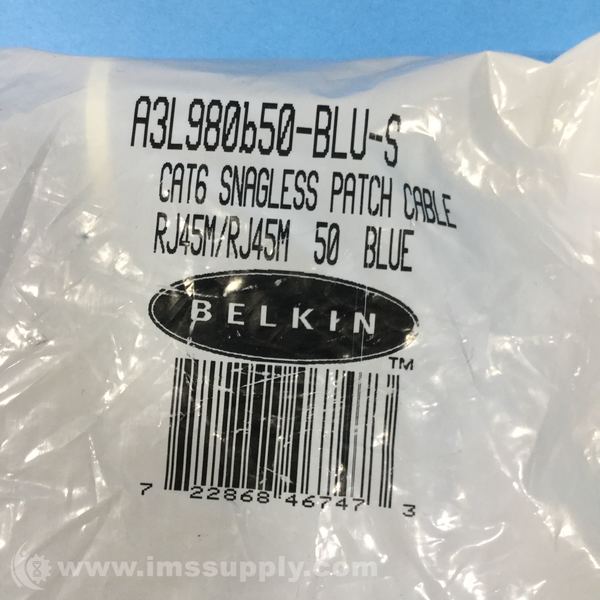 A3L980b50-BLU-S
CAT6 SNAGLESS PATCH CABLE
RJ45M/RJ45M 50 BLUE
BELKIN
TM
7 22868 46747 3
www.imssupply.com